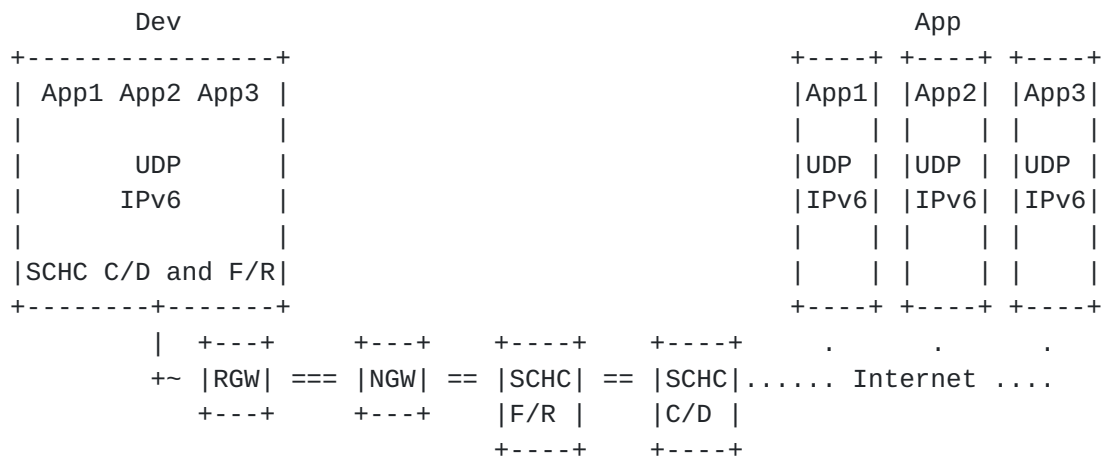 Dev                                              App
+----------------+                                +----+ +----+ +----+
| App1 App2 App3 |                                |App1| |App2| |App3|
|                |                                |    | |    | |    |
|       UDP      |                                |UDP | |UDP | |UDP |
|      IPv6      |                                |IPv6| |IPv6| |IPv6|
|                |                                |    | |    | |    |
|SCHC C/D and F/R|                                |    | |    | |    |
+--------+-------+                                +----+ +----+ +----+
         |  +---+     +---+    +----+    +----+     .      .      .
         +~ |RGW| === |NGW| == |SCHC| == |SCHC|...... Internet ....
            +---+     +---+    |F/R |    |C/D |
                               +----+    +----+